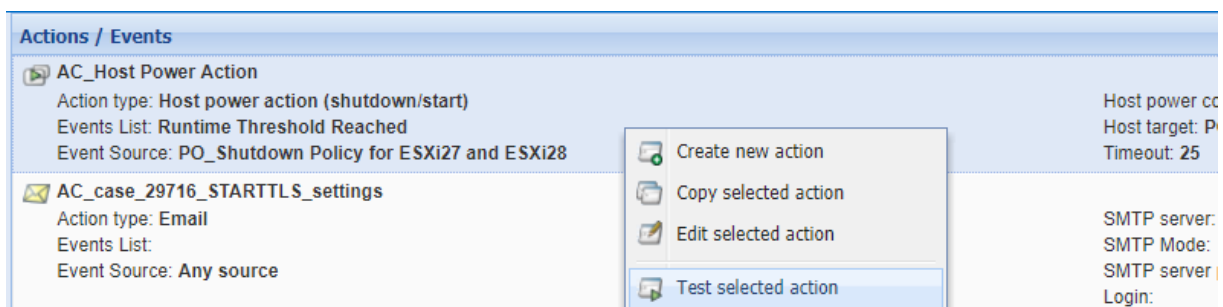 Actions / Events
AC_Host Power Action
Action type: Host power action (shutdown/start)
Events List: Runtime Threshold Reached
Event Source: PO_Shutdown Policy for ESXi27 and ESXi28
Host power
Host target:
Timeout: 25
Create new action
Copy selected action
Edit selected action
Test selected action
AC_case_29716_STARTTLS_settings
Action type: Email
Events List:
Event Source: Any source
SMTP server:
SMTP Mode:
SMTP server
Login: